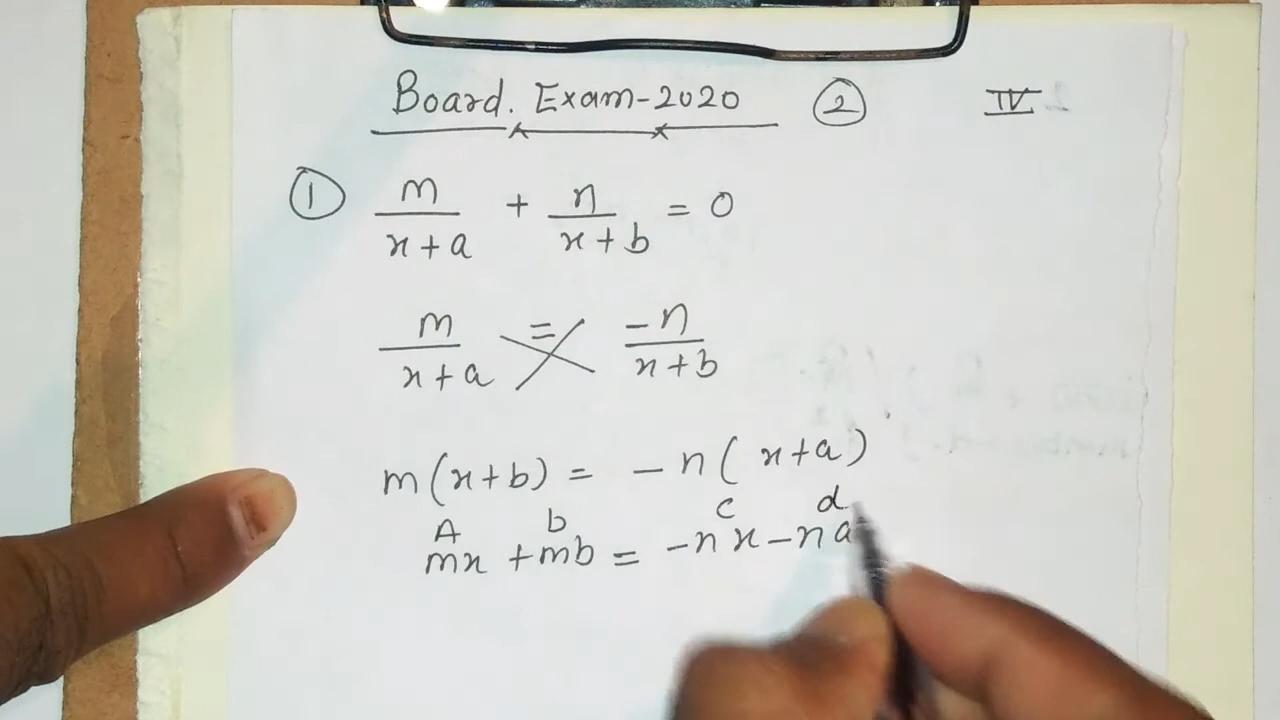 Board. Exam-2020 ② IV
① m/x+a + n/x+b = 0
m/x+a = -n/x+b
m(x+b) = -n(x+a)
A b c d
mx +mb = -nx-na